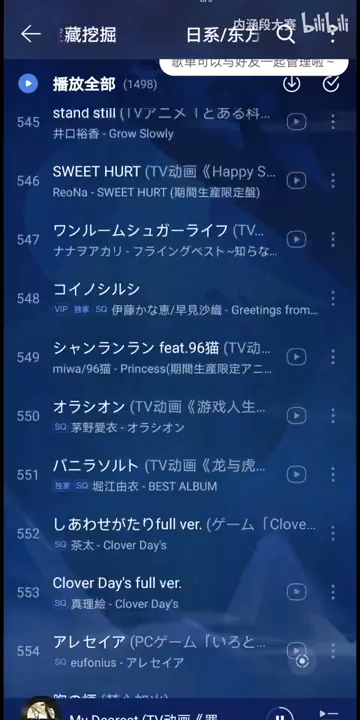 内涵段大赛 bilibili
藏挖掘 日系/东方
歌单可以与好友一起管理啦~
播放全部 (1498)
545 stand still (TVアニメ「とある科...
井口裕香 - Grow Slowly
546 SWEET HURT (TV动画《Happy S...
ReoNa - SWEET HURT (期間生産限定盤)
547 ワンルームシュガーライフ (TV...
ナナヲアカリ - フライングベスト~知らな...
548 コイノシルシ
VIP 独家 SQ 伊藤かな恵/早見沙織 - Greetings from...
549 シャンランラン feat.96猫 (TV动...
miwa/96猫 - Princess(期間生産限定アニ...
550 オラシオン (TV动画《游戏人生...
SQ 茅野愛衣 - オラシオン
551 バニラソルト (TV动画《龙与虎...
独家 SQ 堀江由衣 - BEST ALBUM
552 しあわせがたりfull ver. (ゲーム「Clove...
SQ 茶太 - Clover Day's
553 Clover Day's full ver.
SQ 真理絵 - Clover Day's
554 アレセイア (PCゲーム「いろと...
SQ eufonius - アレセイア
My Dearest (TV动画《罪